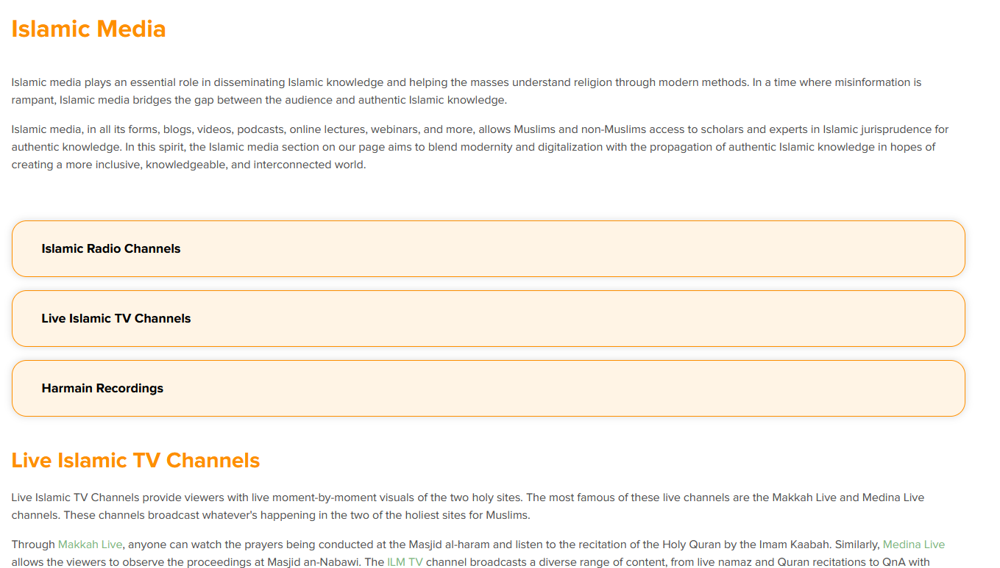 Islamic Media
Islamic media plays an essential role in disseminating Islamic knowledge and helping the masses understand religion through modern methods. In a time where misinformation is
rampant, Islamic media bridges the gap between the audience and authentic Islamic knowledge.
Islamic media, in all its forms, blogs, videos, podcasts, online lectures, webinars, and more, allows Muslims and non-Muslims access to scholars and experts in Islamic jurisprudence for
authentic knowledge. In this spirit, the Islamic media section on our page aims to blend modernity and digitalization with the propagation of authentic Islamic knowledge in hopes of
creating a more inclusive, knowledgeable, and interconnected world.
Islamic Radio Channels
Live Islamic TV Channels
Harmain Recordings
Live Islamic TV Channels
Live Islamic TV Channels provide viewers with live moment-by-moment visuals of the two holy sites. The most famous of these live channels are the Makkah Live and Medina Live
channels. These channels broadcast whatever's happening in the two of the holiest sites for Muslims.
Through Makkah Live, anyone can watch the prayers being conducted at the Masjid al-haram and listen to the recitation of the Holy Quran by the Imam Kaabah. Similarly, Medina Live
allows the viewers to observe the proceedings at Masjid an-Nabawi. The ILM TV channel broadcasts a diverse range of content, from live namaz and Quran recitations to QnA with